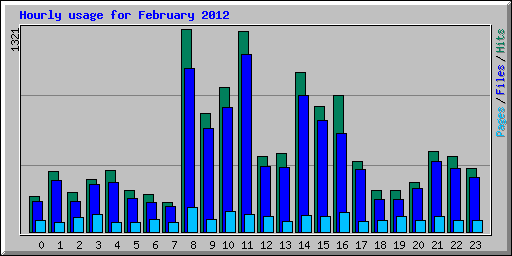 Hourly usage for February 2012
1321
Pages / Files / Hits
0 1 2 3 4 5 6 7 8 9 10 11 12 13 14 15 16 17 18 19 20 21 22 23